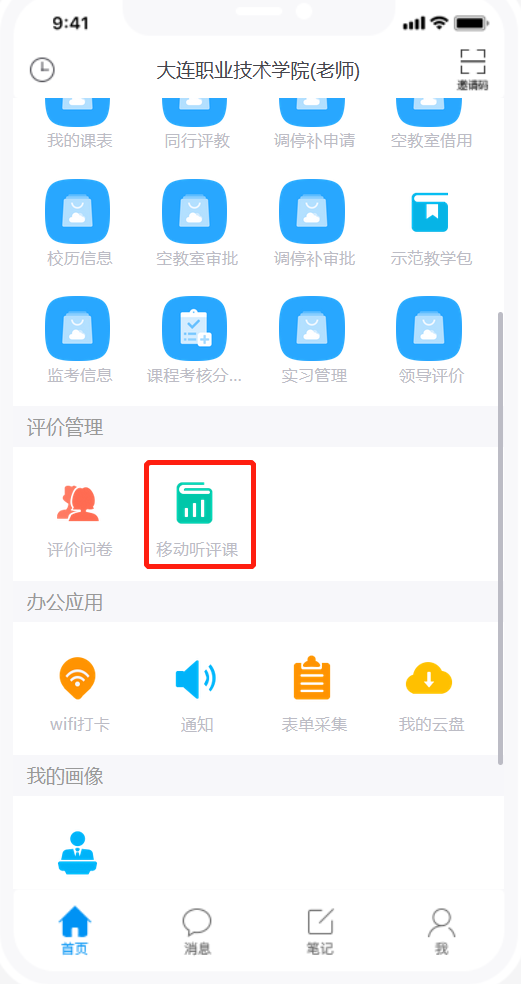 9:41
大连职业技术学院(老师)
邀请码
我的课表 同行评教 调停补申请 空教室借用
校历信息 空教室审批 调停补审批 示范教学包
监考信息 课程考核分... 实习管理 领导评价
评价管理
评价问卷 移动听评课
办公应用
wifi打卡 通知 表单采集 我的云盘
我的画像
首页 消息 笔记 我